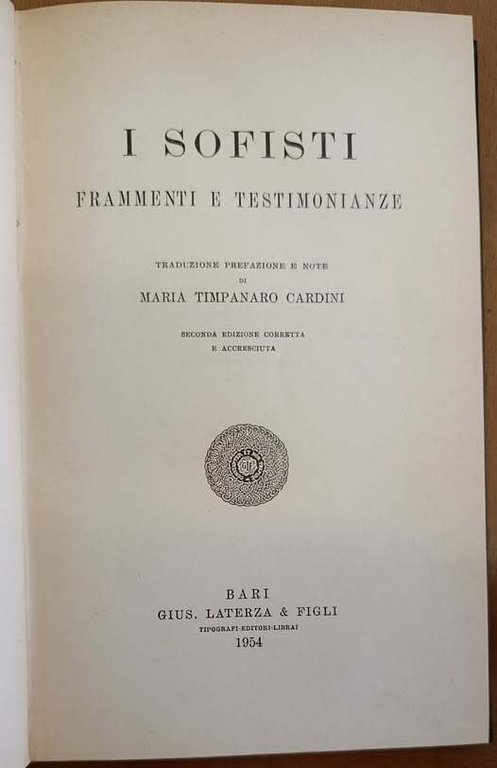 I SOFISTI
FRAMMENTI E TESTIMONIANZE
TRADUZIONE PREFAZIONE E NOTE
DI
MARIA TIMPANARO CARDINI
SECONDA EDIZIONE CORRETTA
E ACCRESCIUTA
BARI
GIUS. LATERZA & FIGLI
TIPOGRAFI-EDITORI-LIBRAI
1954